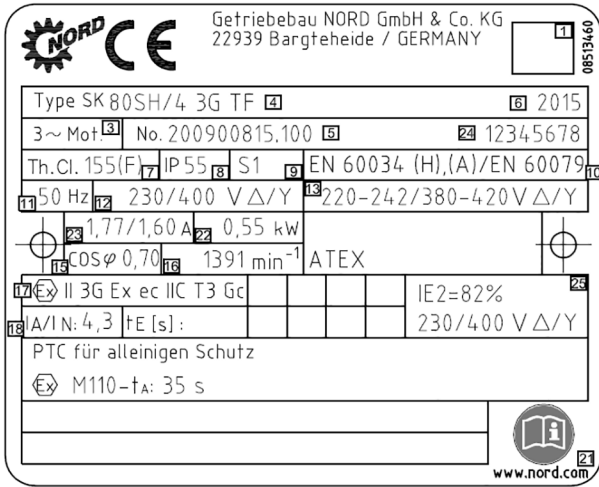 NORD CE Getriebebau NORD GmbH & Co. KG 1
22939 Bargteheide / GERMANY
08513460
Type SK 80SH/4 3G TF 4 6 2015
3~ Mot. 3 No. 200900815.100 5 24 12345678
Th.Cl. 155(F) 7 IP 55 8 S1 9 EN 60034 (H),(A)/EN 60079 10
11 50 Hz 12 230/400 V Δ/Y 13 220-242/380-420V Δ/Y
23 1,77/1,60 A 22 0,55 kW
15 COSφ 0,70 16 1391 min⁻¹ ATEX
17 Ex II 3G Ex ec IIC T3 Gc IE2=82% 25
18 IA/IN: 4,3 tE [s] : 230/400 V Δ/Y
PTC für alleinigen Schutz
Ex M110-tA: 35 s
21
www.nord.com